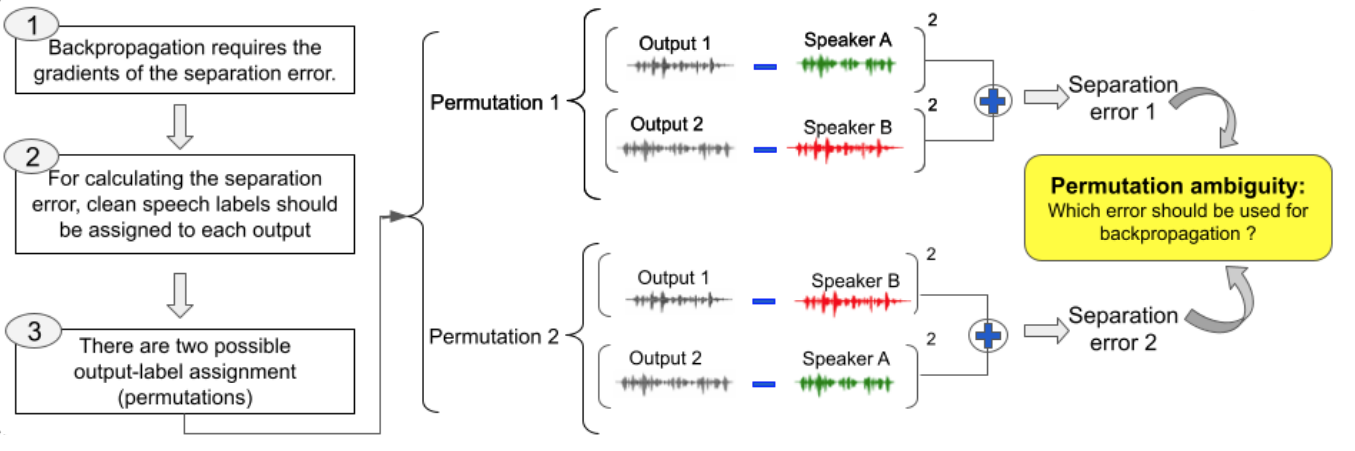 1
Backpropagation requires the
gradients of the separation error.
2
For calculating the separation
error, clean speech labels should
be assigned to each output
3
There are two possible
output-label assignment
(permutations)
Permutation 1
Output 1
Speaker A
2
Output 2
Speaker B
2
Separation
error 1
Permutation 2
Output 1
Speaker B
2
Output 2
Speaker A
2
Separation
error 2
Permutation ambiguity:
Which error should be used for
backpropagation ?